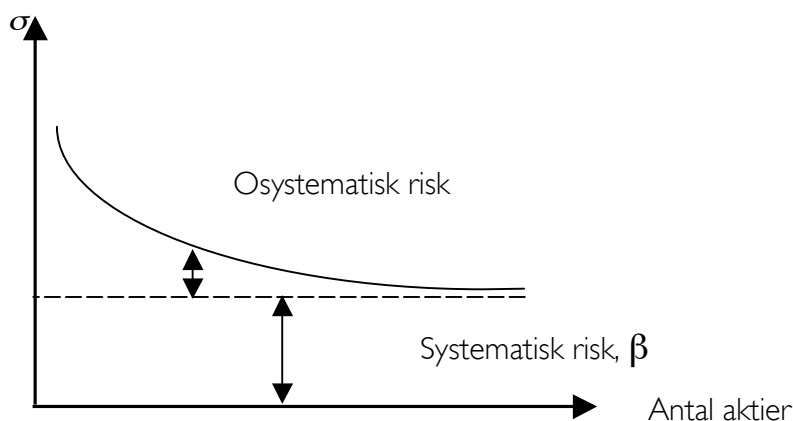 σ
Osystematisk risk
Systematisk risk, β
Antal aktier